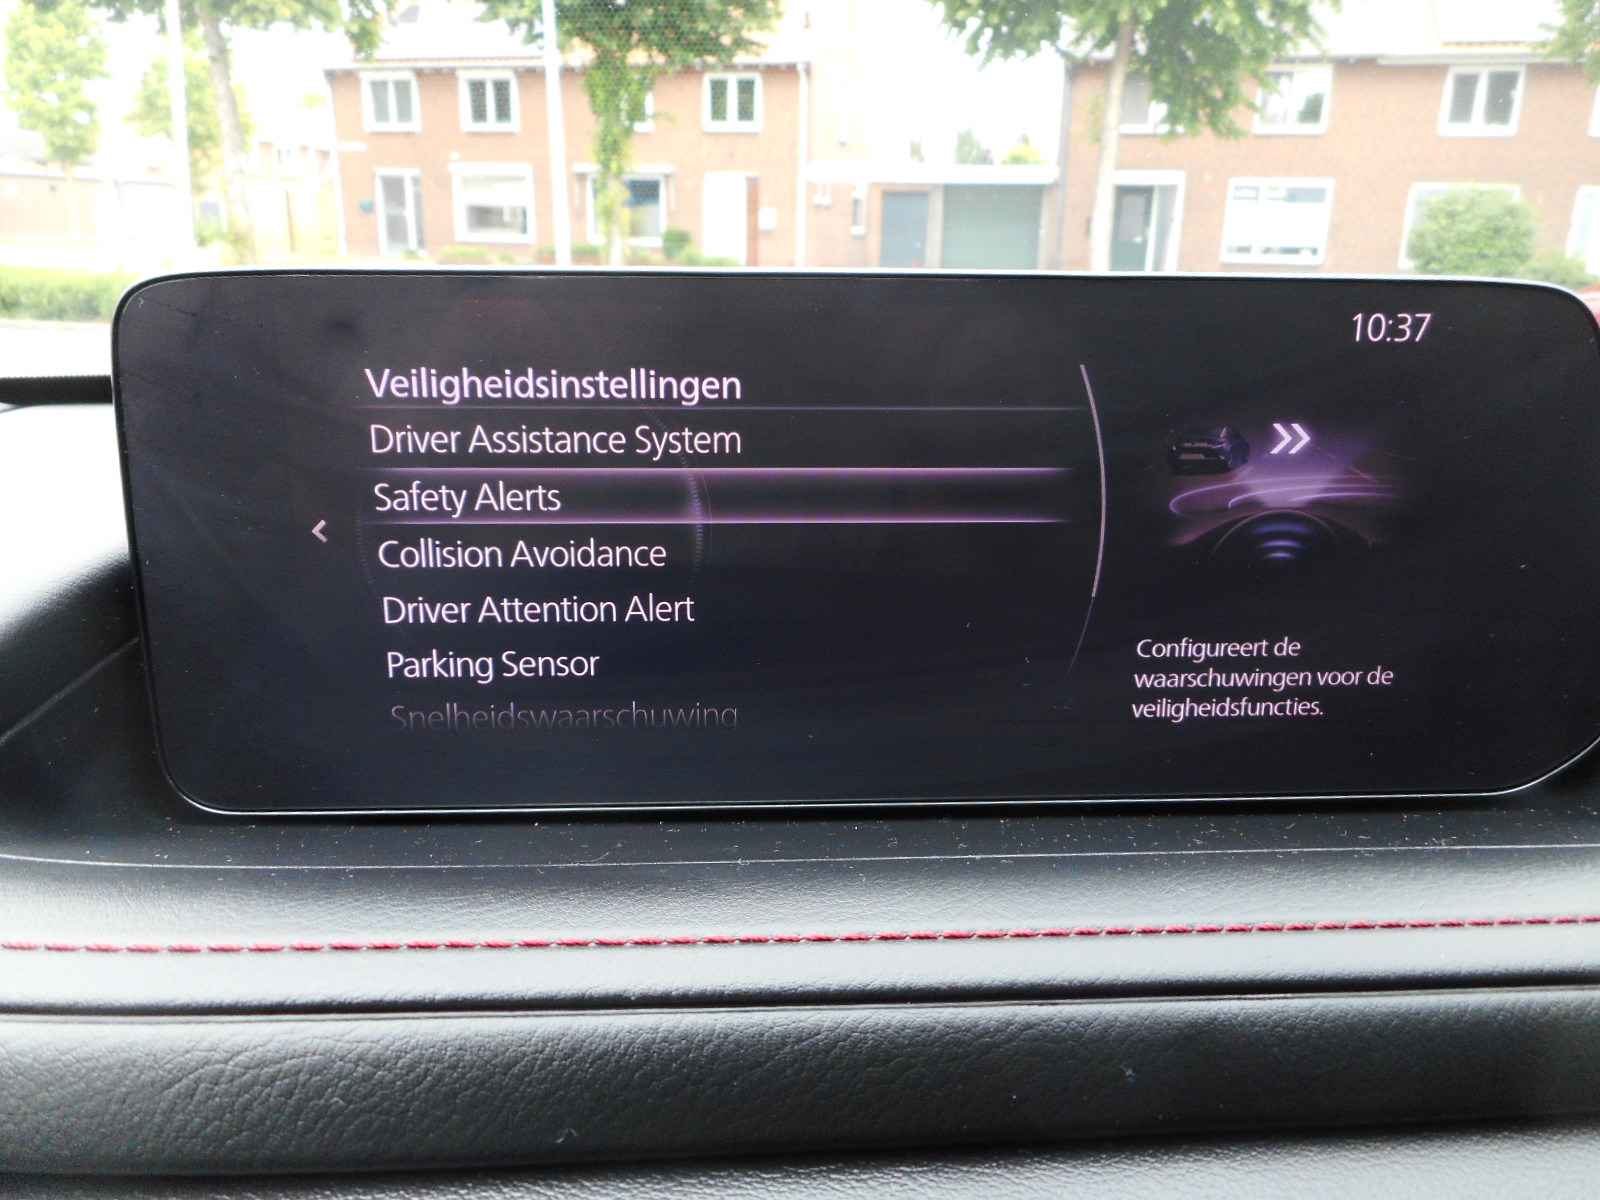 10:37
Veiligheidsinstellingen
Driver Assistance System
Safety Alerts
Collision Avoidance
Driver Attention Alert
Parking Sensor
Snelheidswaarschuwing
Configureert de
waarschuwingen voor de
veiligheidsfuncties.